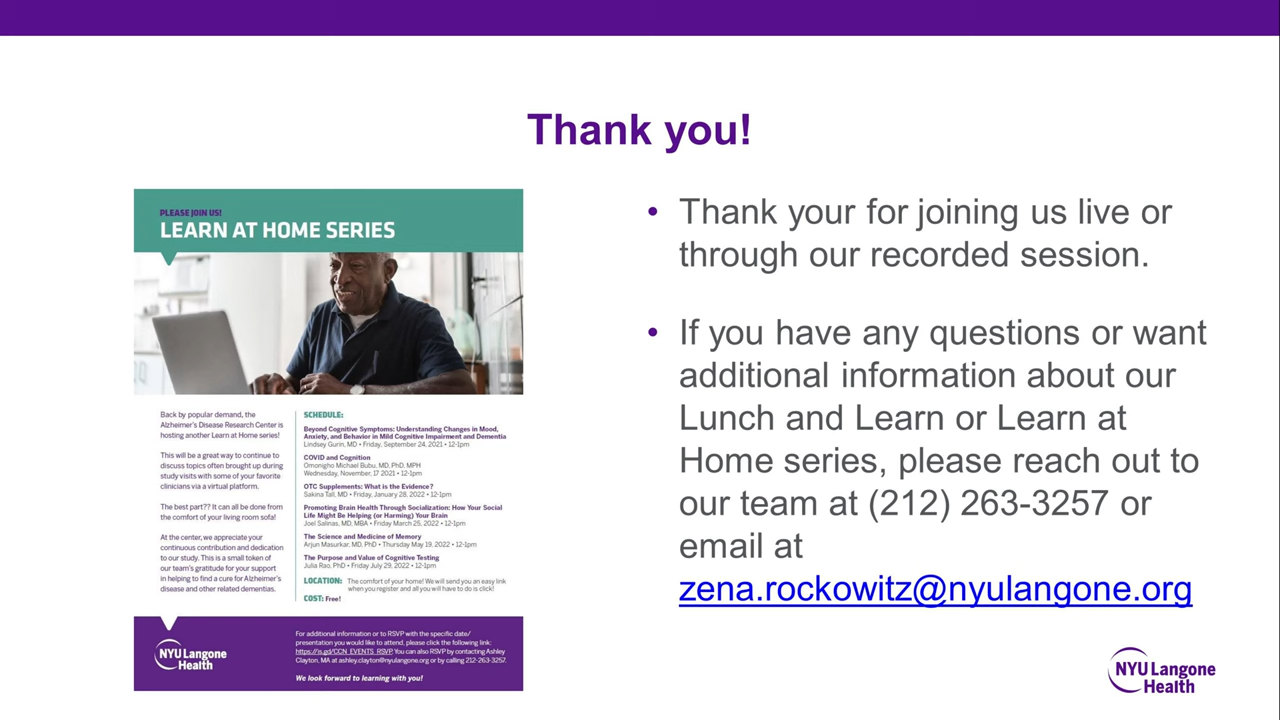 Thank you!
PLEASE JOIN US!
LEARN AT HOME SERIES
Back by popular demand, the
Alzheimer's Disease Research Center is
hosting another Learn at Home series!
This will be a great way to continue to
discuss topics often brought up during
study visits with some of your favorite
clinicians via a virtual platform.
The best part?? It can all be done from
the comfort of your living room sofa!
At the center, we appreciate your
continuous contribution and dedication
to our study. This is a small token of
our team's gratitude for your support
in helping to find a cure for Alzheimer's
disease and other related dementias.
SCHEDULE:
Beyond Cognitive Symptoms: Understanding Changes in Mood,
Anxiety, and Behavior in Mild Cognitive Impairment and Dementia
Lindsey Gurin, MD • Friday, September 24, 2021 • 12-1pm
COVID and Cognition
Omonigho Michael Bubu, MD, PhD, MPH
Wednesday, November, 17 2021 • 12-1pm
OTC Supplements: What is the Evidence?
Sakina Tall, MD • Friday, January 28, 2022 • 12-1pm
Promoting Brain Health Through Socialization: How Your Social
Life Might Be Helping (or Harming) Your Brain
Joel Salinas, MD, MBA • Friday March 25, 2022 • 12-1pm
The Science and Medicine of Memory
Arjun Masurkar, MD, PhD • Thursday May 19, 2022 • 12-1pm
The Purpose and Value of Cognitive Testing
Julia Rao, PhD • Friday July 29, 2022 • 12-1pm
LOCATION: The comfort of your home! We will send you an easy link
when you register and all you will have to do is click!
COST: Free!
NYU Langone
Health
For additional information or to RSVP with the specific date/
presentation you would like to attend, please click the following link:
https://is.gd/CCN_EVENTS_RSVP. You can also RSVP by contacting Ashley
Clayton, MA at ashley.clayton@nyulangone.org or by calling 212-263-3257.
We look forward to learning with you!
• Thank your for joining us live or
through our recorded session.
• If you have any questions or want
additional information about our
Lunch and Learn or Learn at
Home series, please reach out to
our team at (212) 263-3257 or
email at
zena.rockowitz@nyulangone.org
NYU Langone
Health